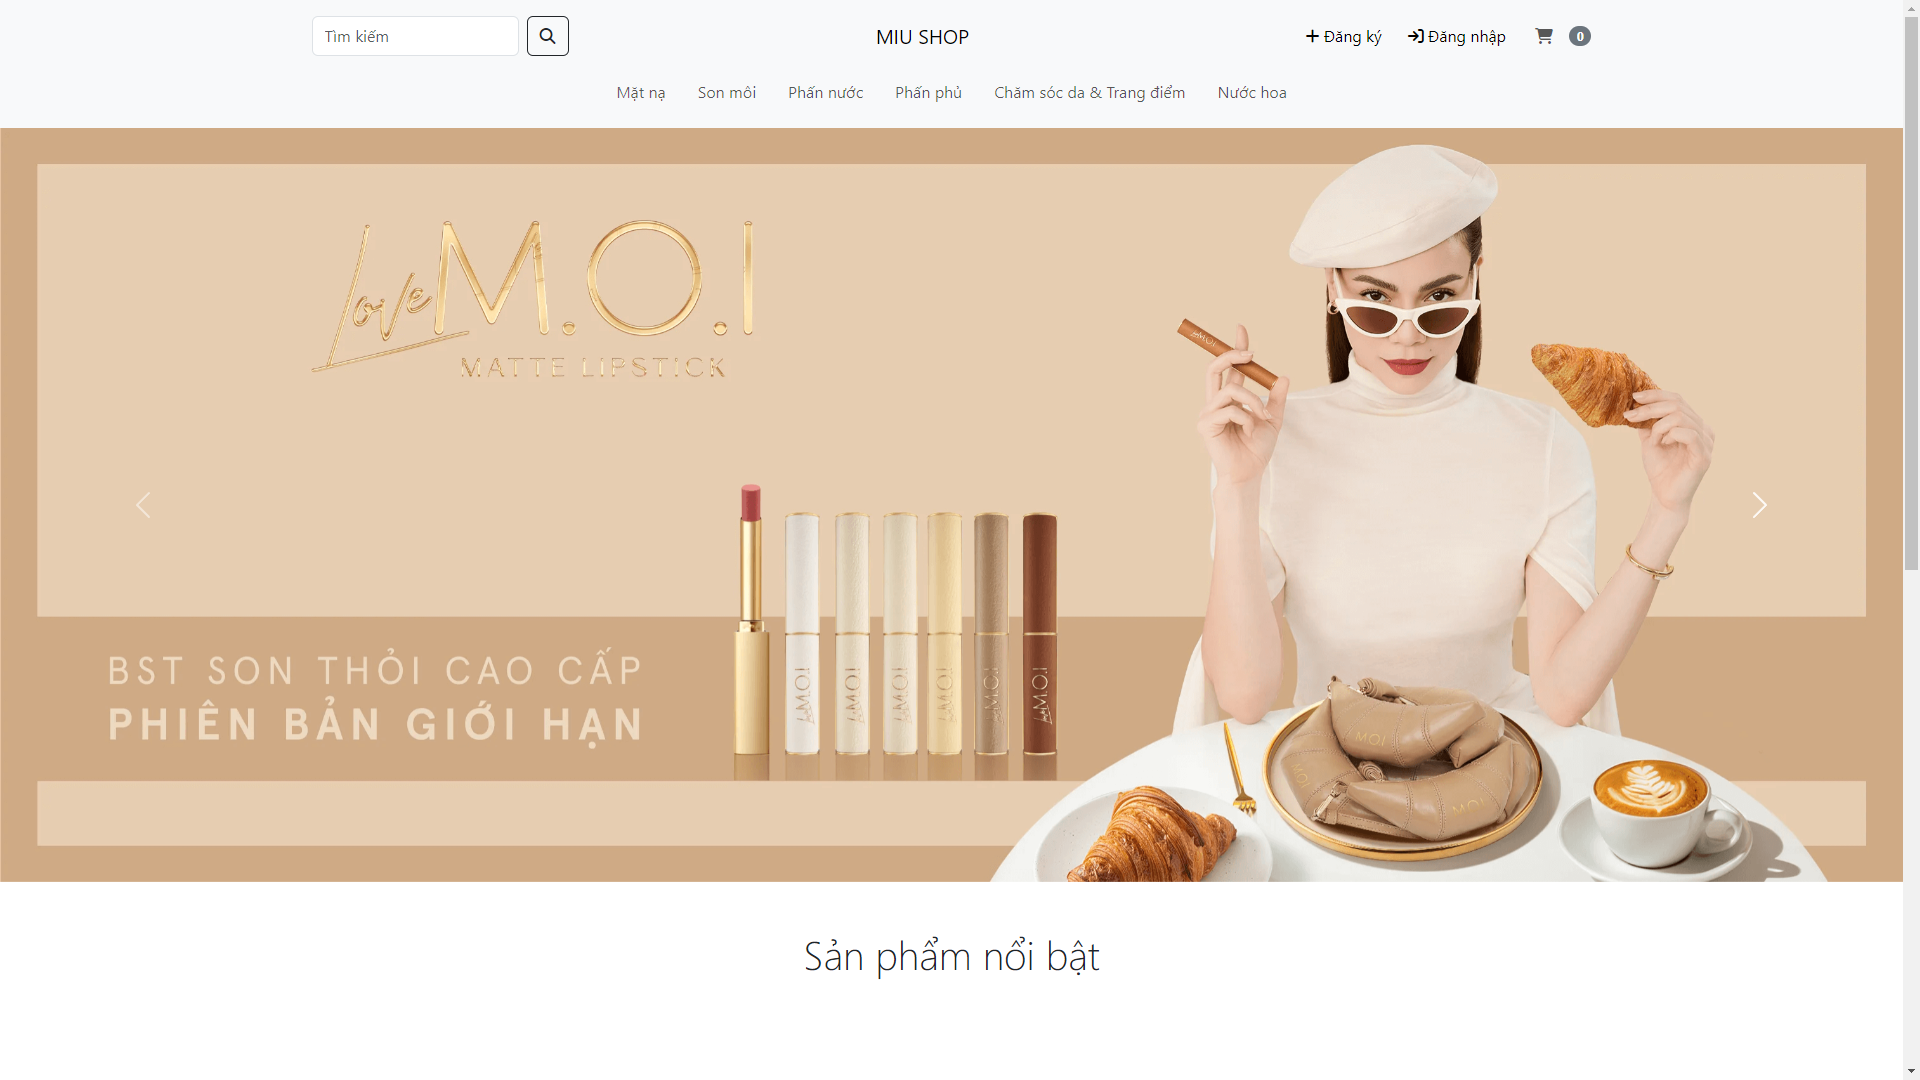 Tìm kiếm
MIU SHOP
Đăng ký
Đăng nhập
0
Mặt nạ
Son môi
Phấn nước
Phấn phủ
Chăm sóc da & Trang điểm
Nước hoa
Love M.O.I
MATTE LIPSTICK
BST SON THỎI CAO CẤP
PHIÊN BẢN GIỚI HẠN
Sản phẩm nổi bật